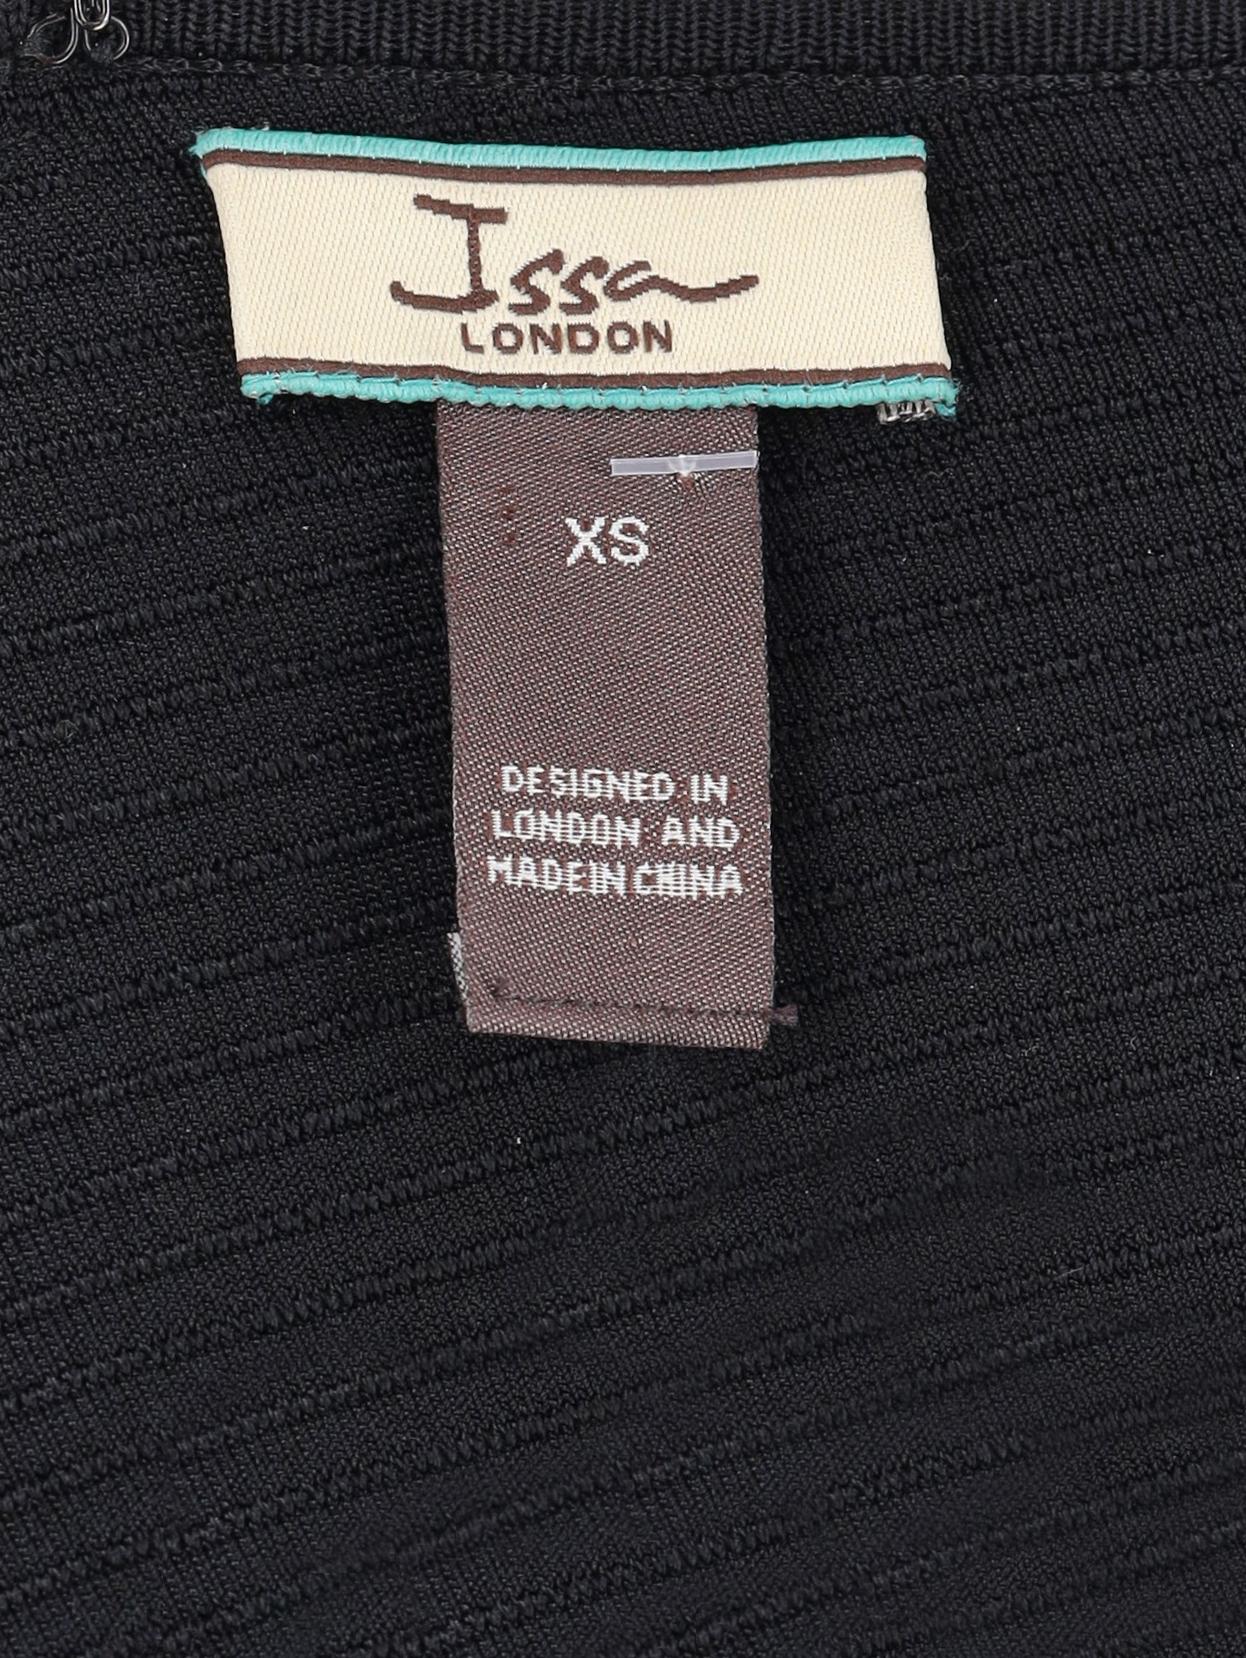 Issa
LONDON
XS
DESIGNED IN
LONDON AND
MADE IN CHINA